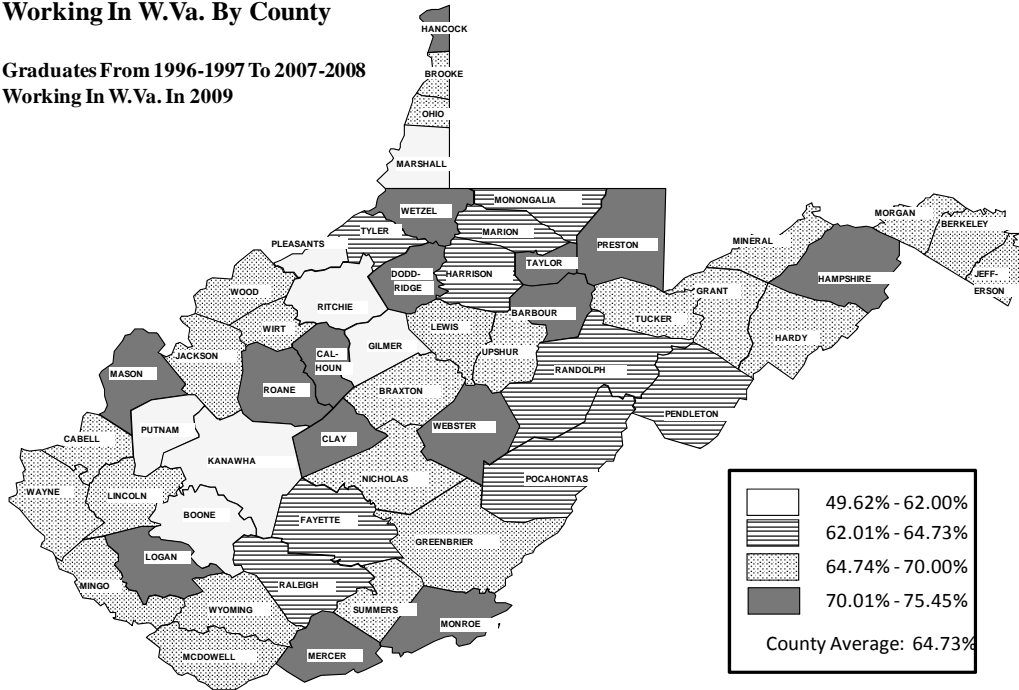 Working In W.Va. By County
Graduates From 1996-1997 To 2007-2008
Working In W.Va. In 2009
HANCOCK
BROOKE
OHIO
MARSHALL
WETZEL
MONONGALIA
TYLER
MARION
PLEASANTS
PRESTON
TAYLOR
DODD-
RIDGE
HARRISON
MORGAN
BERKELEY
MINERAL
JEFF-
ERSON
HAMPSHIRE
WOOD
RITCHIE
GRANT
BARBOUR
TUCKER
WIRT
LEWIS
HARDY
GILMER
CAL-
HOUN
UPSHUR
JACKSON
MASON
ROANE
BRAXTON
RANDOLPH
PENDLETON
PUTNAM
CABELL
CLAY
WEBSTER
KANAWHA
NICHOLAS
POCAHONTAS
WAYNE
LINCOLN
BOONE
FAYETTE
GREENBRIER
LOGAN
MINGO
RALEIGH
WYOMING
SUMMERS
MONROE
MCDOWELL
MERCER
49.62% - 62.00%
62.01% - 64.73%
64.74% - 70.00%
70.01% - 75.45%
County Average: 64.73%